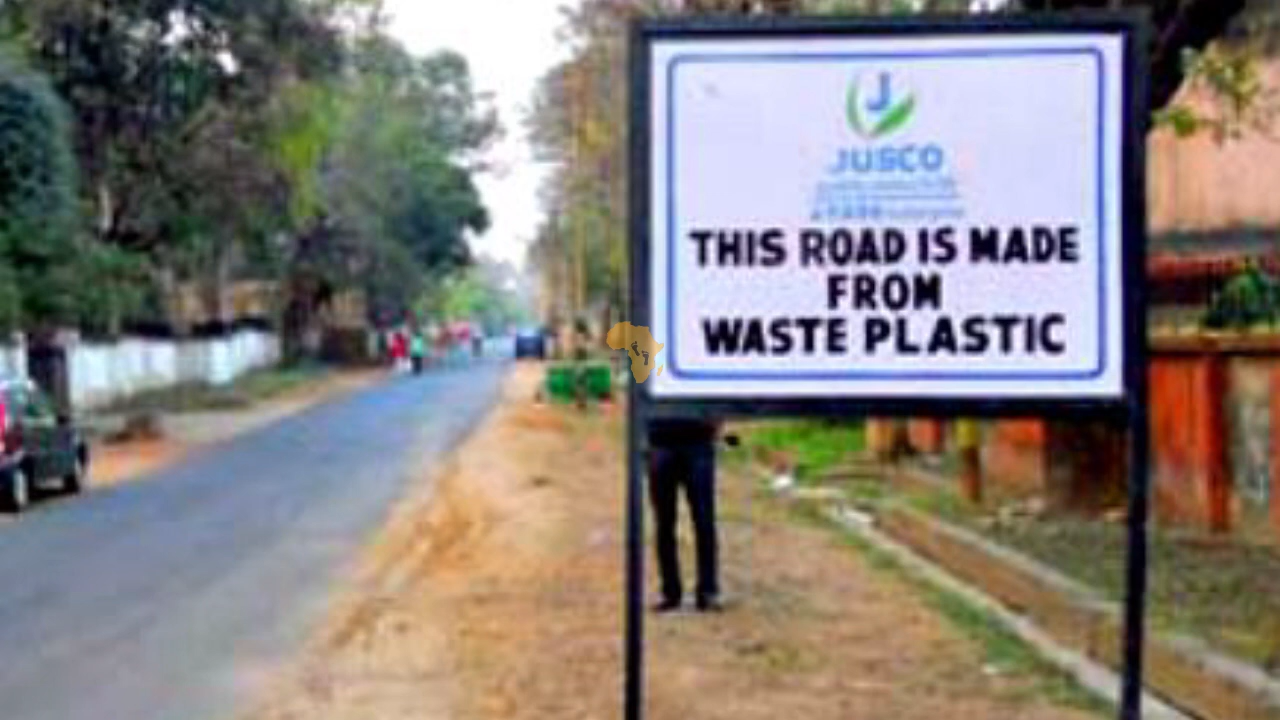 J
JUSCO
THIS ROAD IS MADE
FROM
WASTE PLASTIC